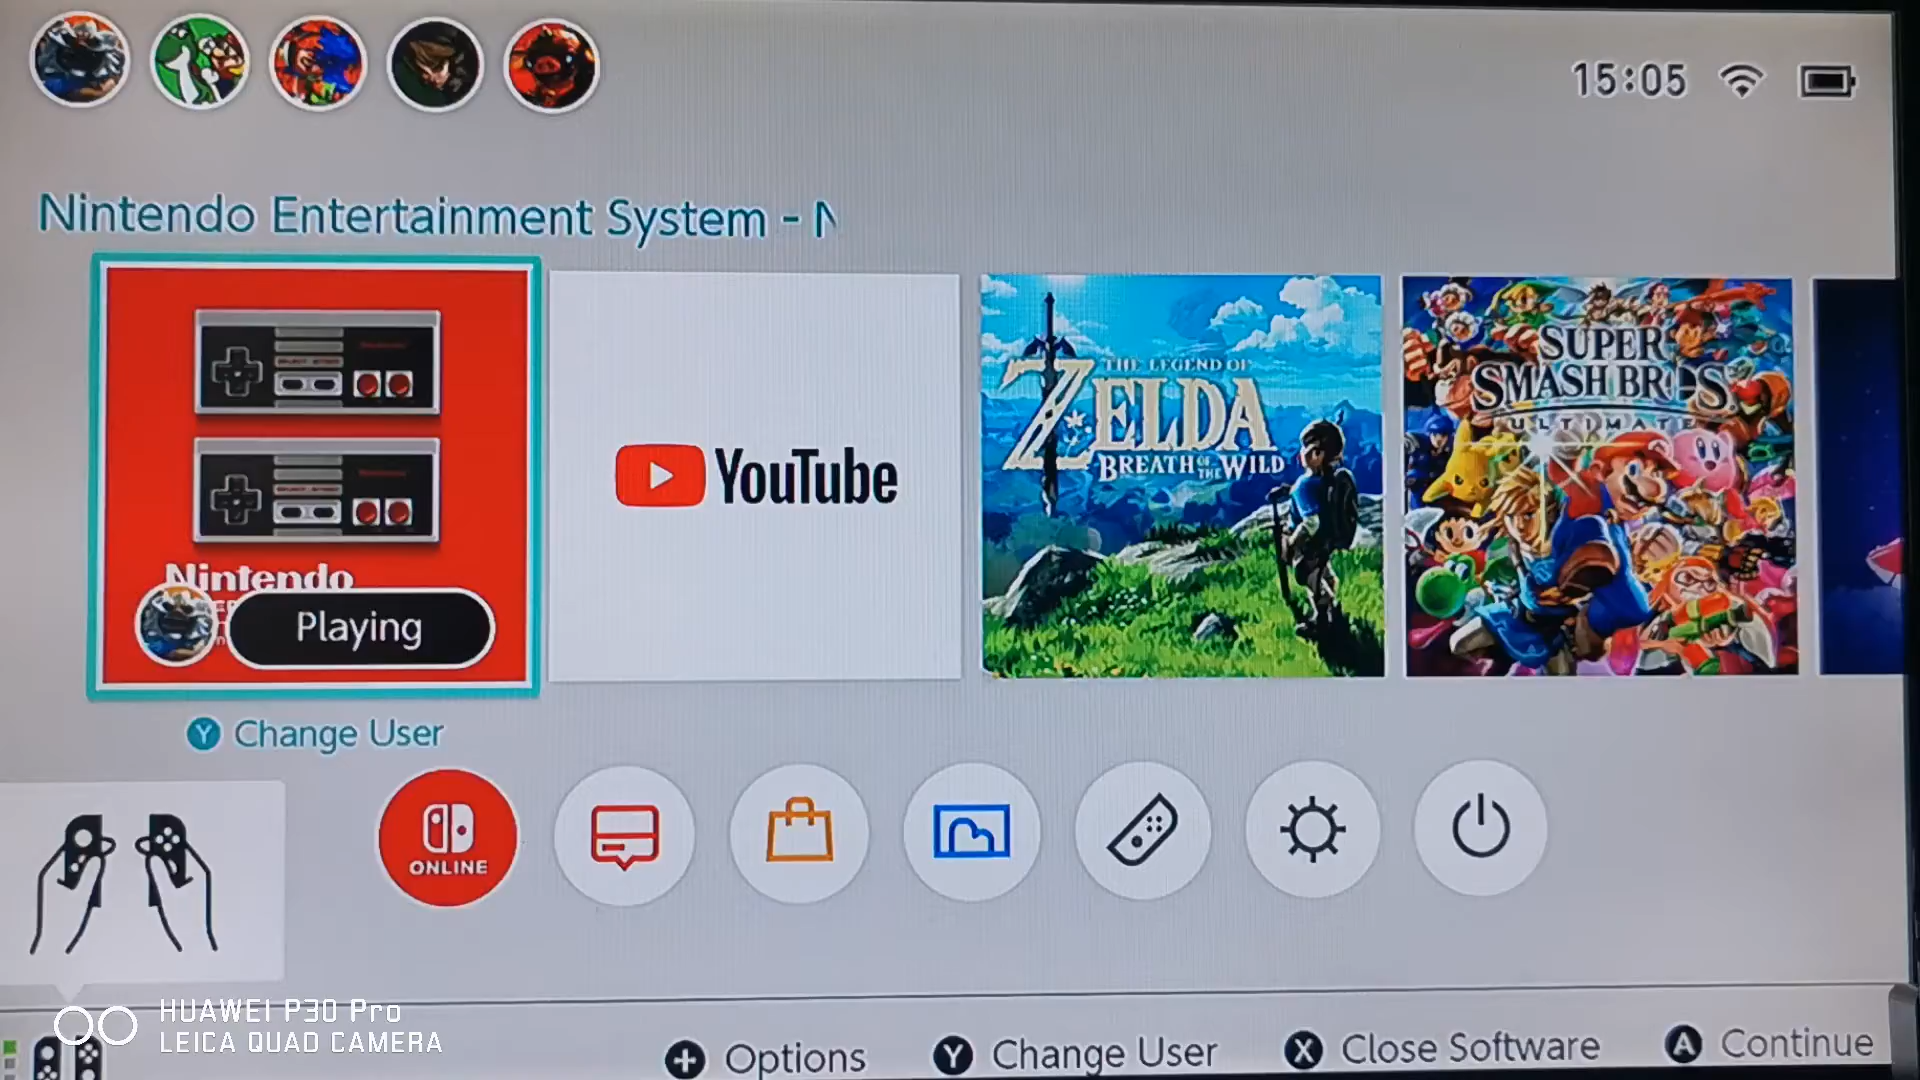 15:05
Nintendo Entertainment System - N
Nintendo
Playing
YouTube
THE LEGEND OF
ZELDA
BREATH OF THE WILD
SUPER
SMASH BROS.
ULTIMATE
Y Change User
ONLINE
HUAWEI P30 Pro
LEICA QUAD CAMERA
+ Options
Y Change User
X Close Software
A Continue